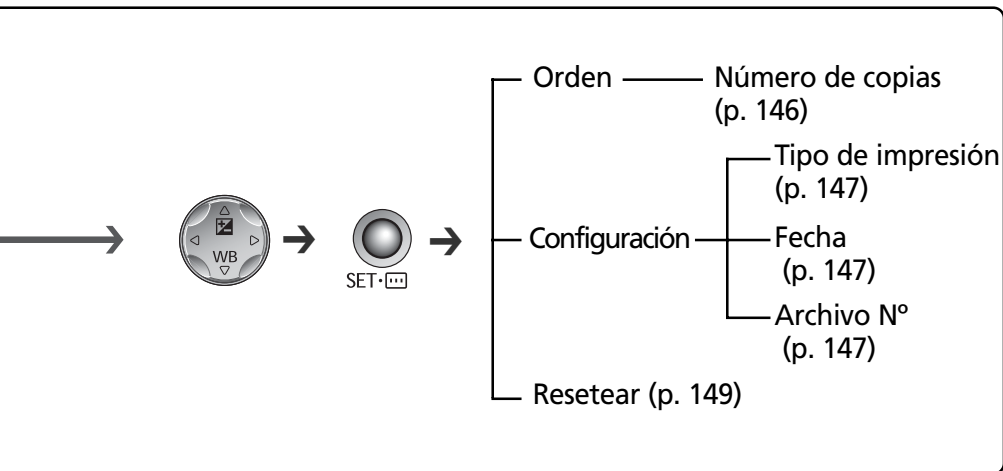 Orden
Número de copias
(p. 146)
Tipo de impresión
(p. 147)
WB
SET
Configuración
Fecha
(p. 147)
Archivo Nº
(p. 147)
Resetear (p. 149)